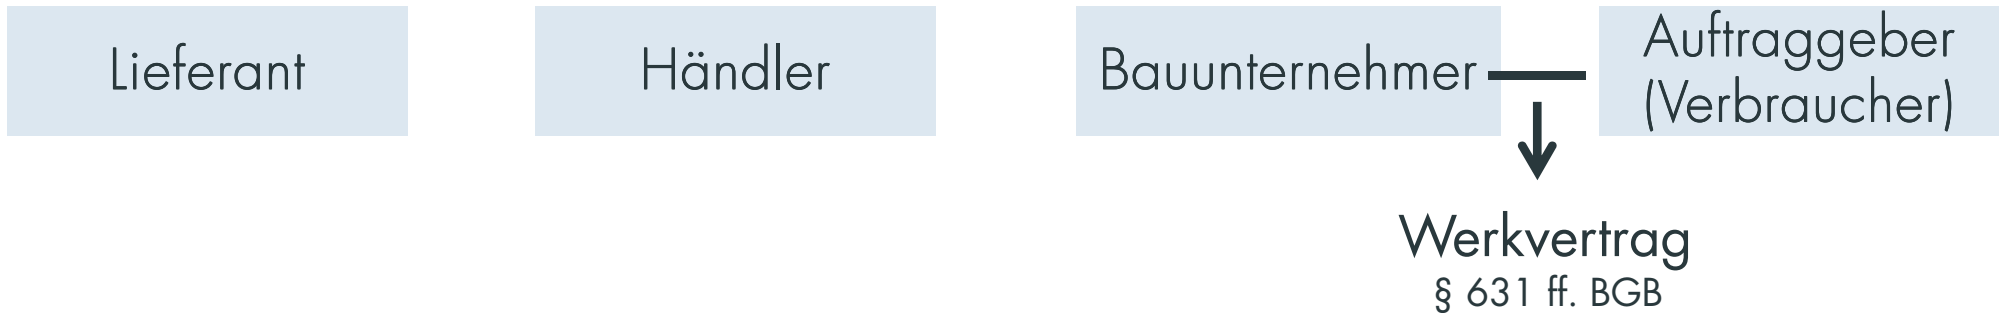 Lieferant
Händler
Bauunternehmer
Auftraggeber
(Verbraucher)
Werkvertrag
§ 631 ff. BGB